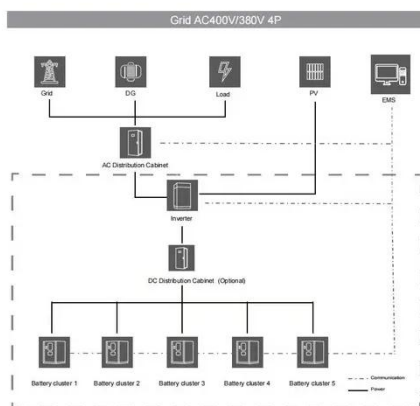 Grid AC400V/380V 4P
Grid DG Load PV EMS
AC Distribution Cabinet
Inverter
DC Distribution Cabinet (Optional)
Battery cluster 1 Battery cluster 2 Battery cluster 3 Battery cluster 4 Battery cluster 5
Communication
Power